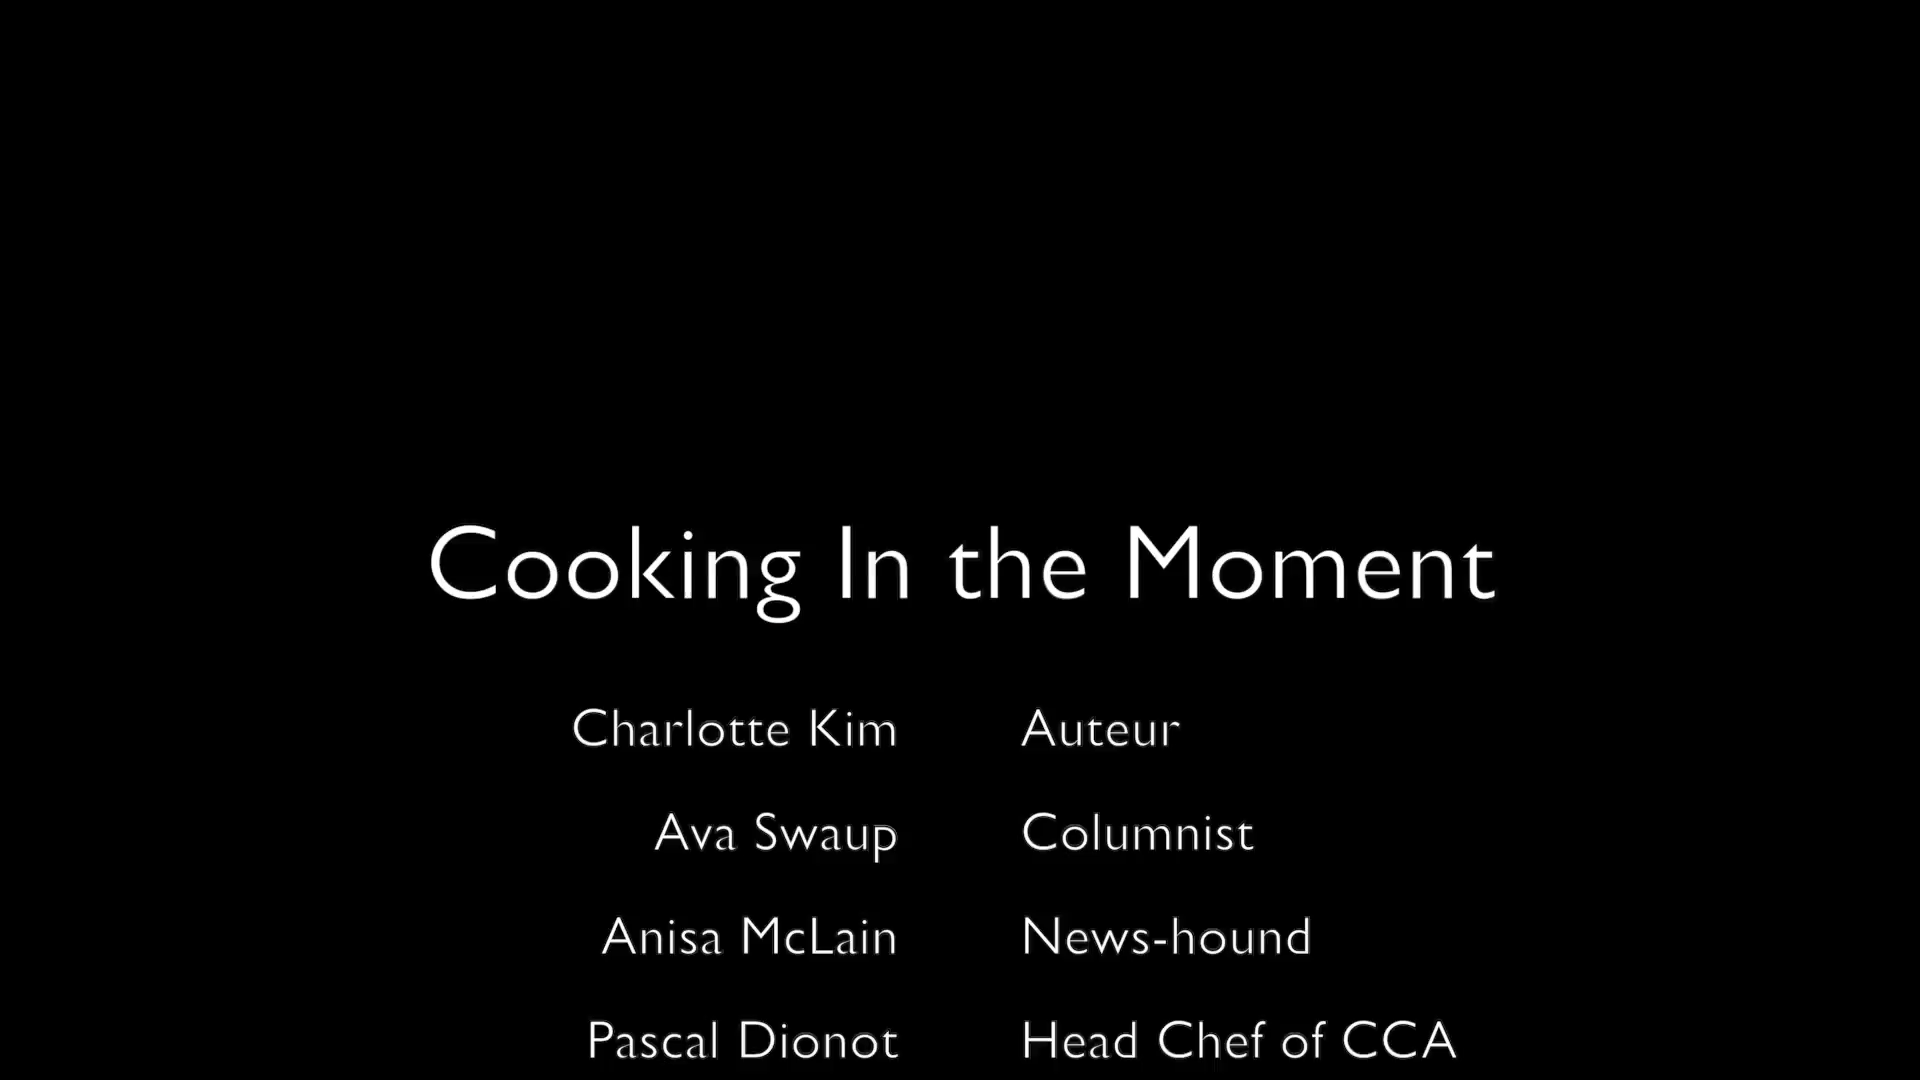 Cooking In the Moment
Charlotte Kim Auteur
Ava Swaup Columnist
Anisa McLain News-hound
Pascal Dionot Head Chef of CCA